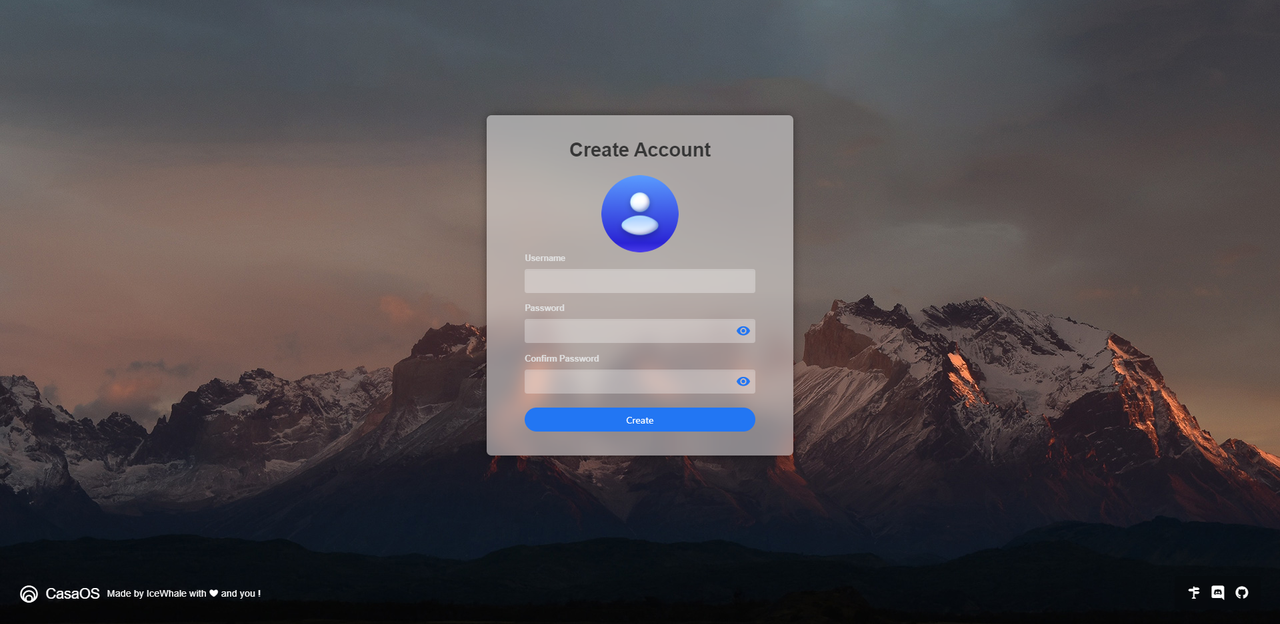 Create Account
Username
Password
Confirm Password
Create
CasaOS Made by IceWhale with ♥ and you !